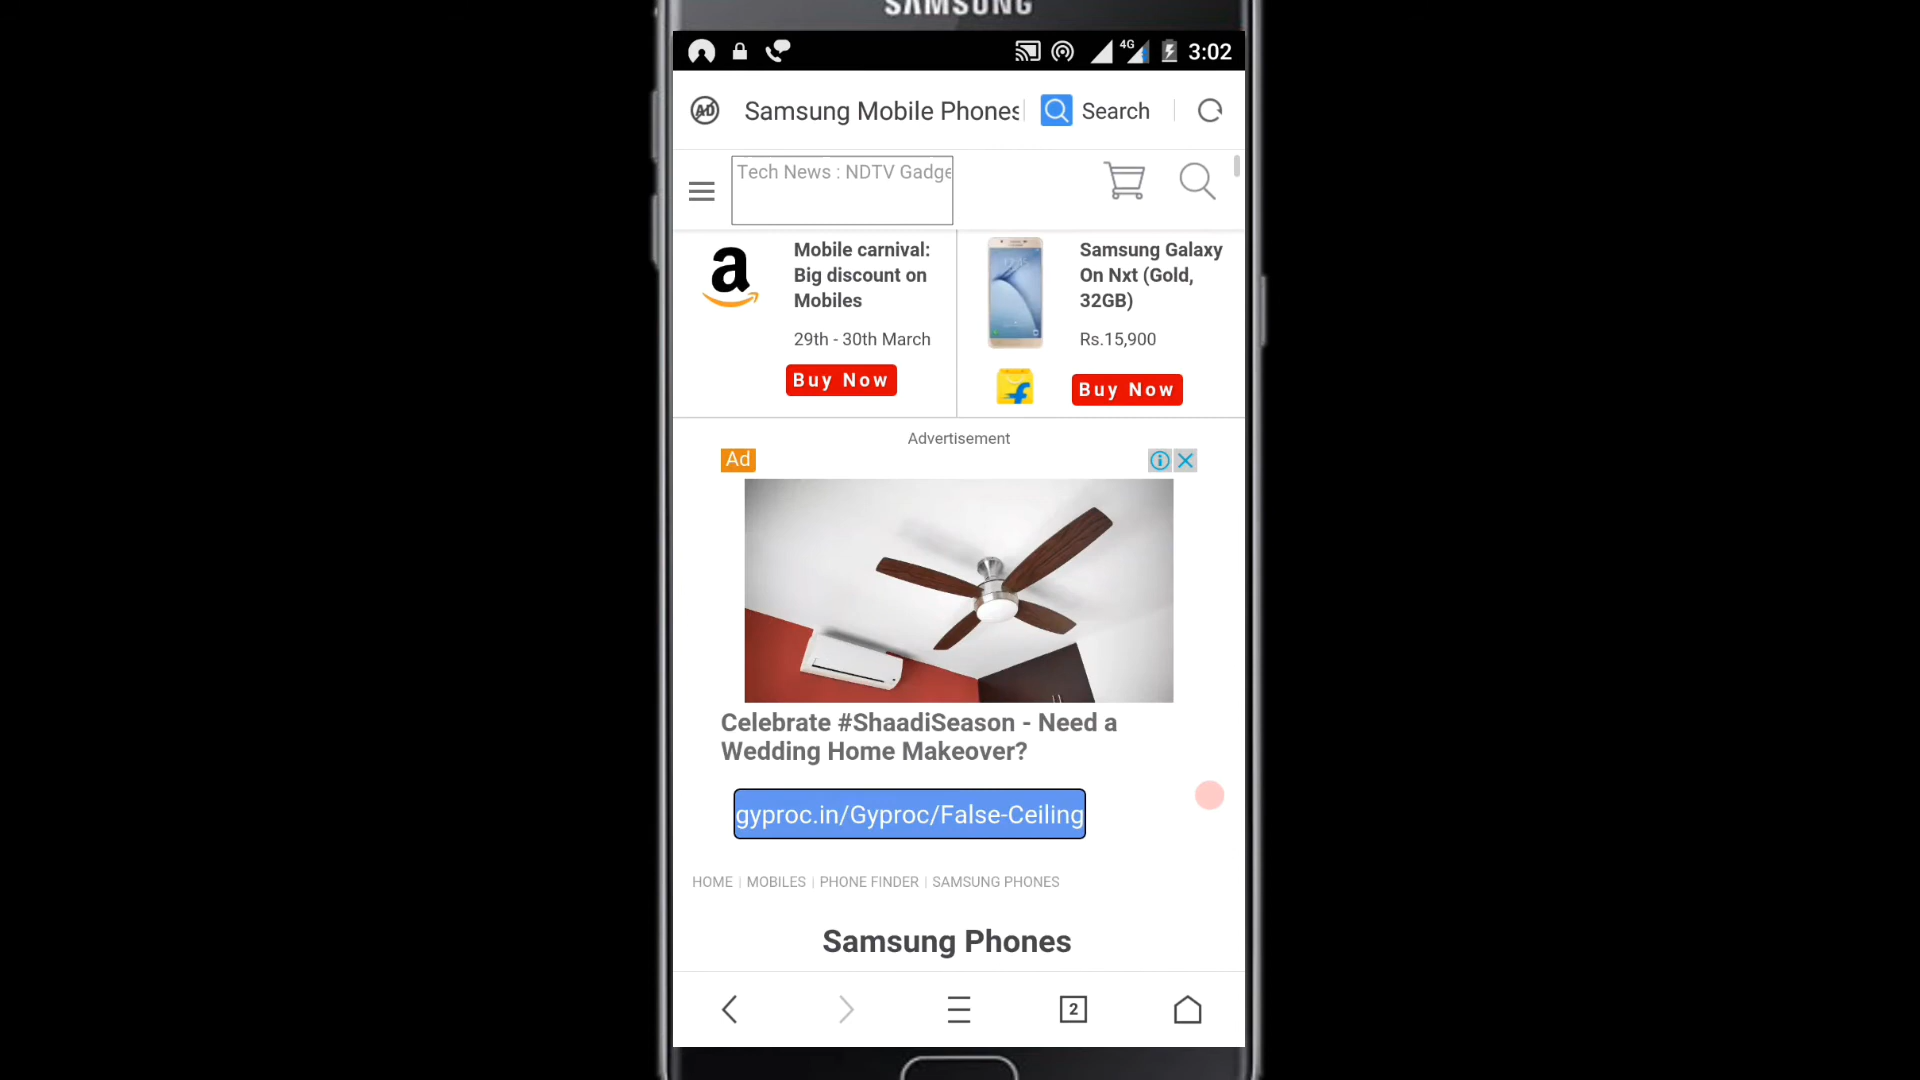 SAMSUNG
4G 3:02
AD Samsung Mobile Phones Search
Tech News : NDTV Gadge
Mobile carnival:
Big discount on
Mobiles
29th - 30th March
Buy Now
Samsung Galaxy
On Nxt (Gold,
32GB)
Rs.15,900
Buy Now
Advertisement
Ad
Celebrate #ShaadiSeason - Need a
Wedding Home Makeover?
gyproc.in/Gyproc/False-Ceiling
HOME | MOBILES | PHONE FINDER | SAMSUNG PHONES
Samsung Phones
2